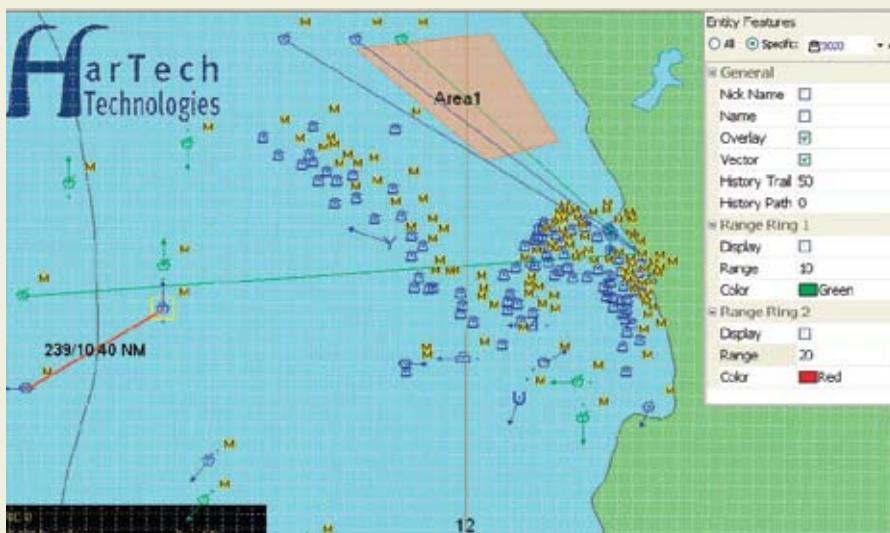 HarTech
Technologies
Area1
239/10.40 NM
12
Entity Features
All Specific: 3020
General
Nick Name
Name
Overlay
Vector
History Trail 50
History Path 0
Range Ring 1
Display
Range 10
Color Green
Range Ring 2
Display
Range 20
Color Red